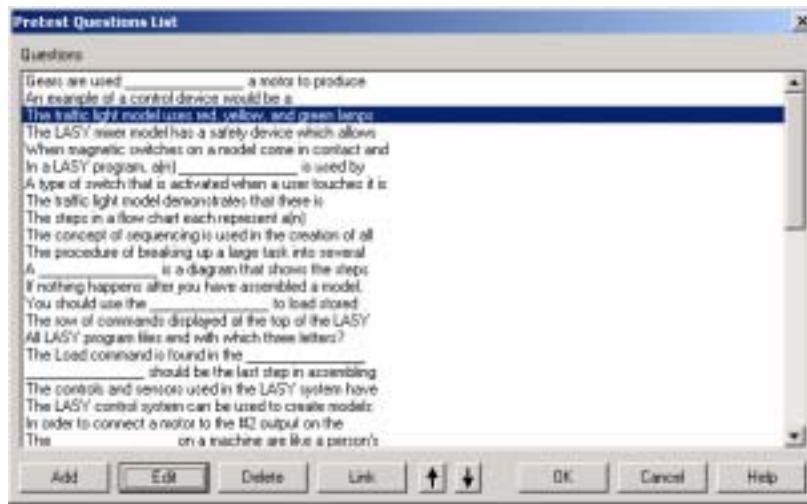 Pretest Questions List
Questions
Gears are used _______________ a motor to produce
An example of a control device would be a
The traffic light model uses red, yellow, and green lamps
The LASY mixer model has a safety device which allows
When magnetic switches on a model come in contact and
In a LASY program, a(n) _______________ is used by
A type of switch that is activated when a user touches it is
The traffic light model demonstrates that there is
The steps in a flow chart each represent a(n)
The concept of sequencing is used in the creation of all
The procedure of breaking up a large task into several
A _______________ is a diagram that shows the steps
If nothing happens after you have assembled a model,
You should use the _______________ to load stored
The row of commands displayed at the top of the LASY
All LASY program files end with which three letters?
The Load command is found in the _______________
_______________ should be the last step in assembling
The controls and sensors used in the LASY system have
The LASY control system can be used to create models
In order to connect a motor to the #2 output on the
The _______________ on a machine are like a person's
Add Edit Delete Link OK Cancel Help